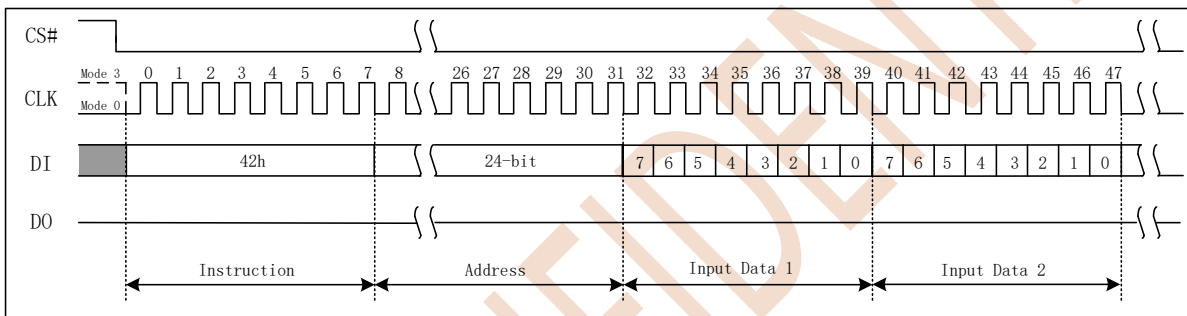 CS#
Mode 3 0 1 2 3 4 5 6 7 8 26 27 28 29 30 31 32 33 34 35 36 37 38 39 40 41 42 43 44 45 46 47
CLK
Mode 0
DI 42h 24-bit 7 6 5 4 3 2 1 0 7 6 5 4 3 2 1 0
DO
Instruction Address Input Data 1 Input Data 2